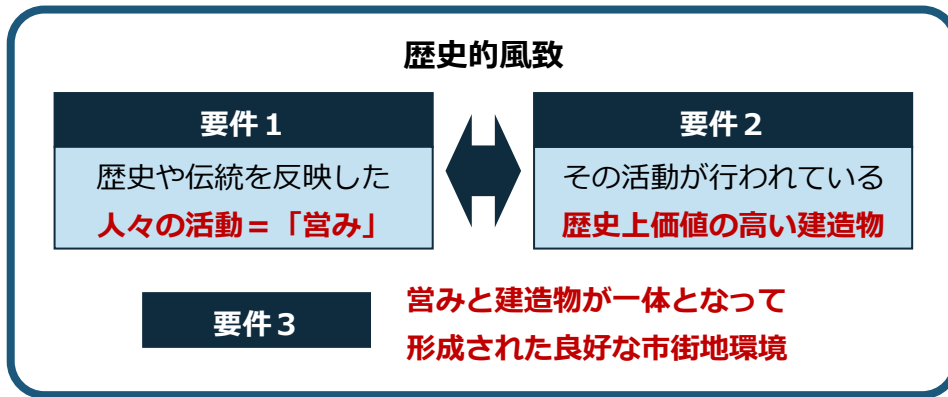 歴史的風致
要件１
歴史や伝統を反映した
人々の活動＝「営み」
要件２
その活動が行われている
歴史上価値の高い建造物
要件３
営みと建造物が一体となって
形成された良好な市街地環境